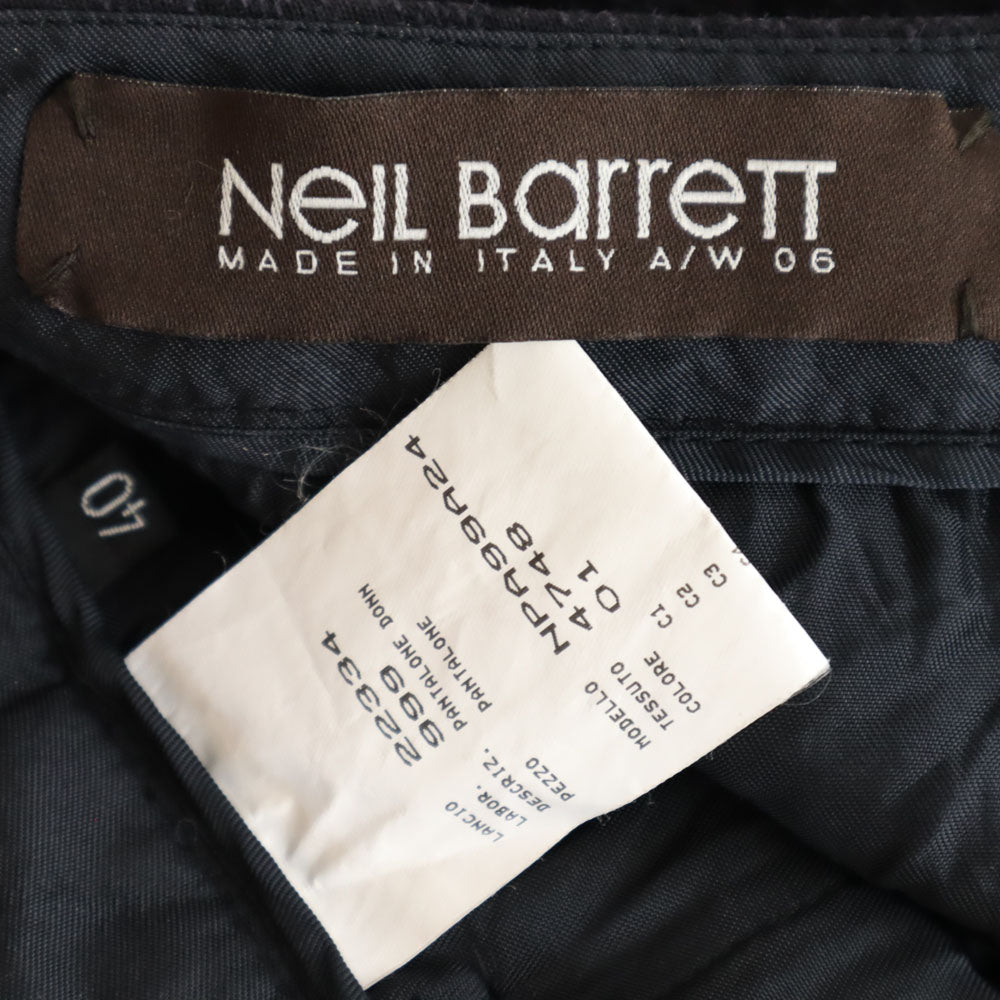 Neil Barrett
MADE IN ITALY A/W 06
40
LANCIO 22334
LABOR. 999
DESCRIZ. PANTALONE DONN
PEZZO PANTALONE
MODELLO NPA99A24
TESSUTO 4748
COLORE 01
C1 C2 C3